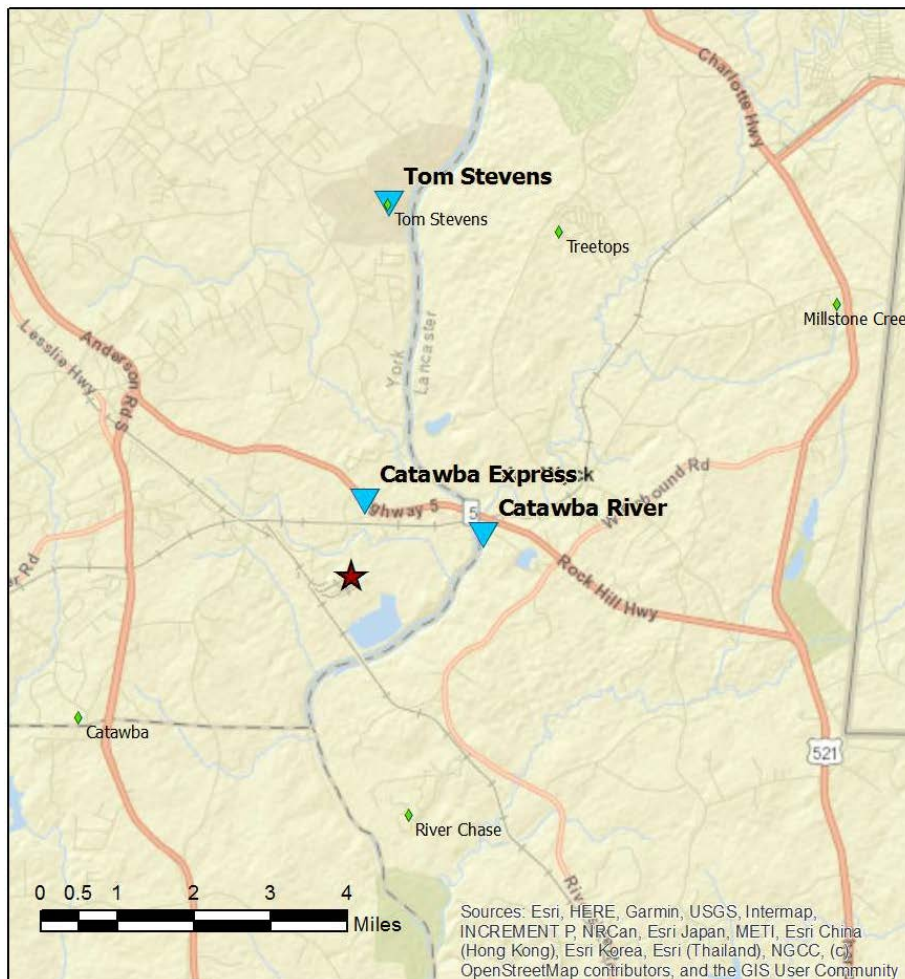 Charlotte Hwy
Tom Stevens
Tom Stevens
Treetops
Millstone Cree
York
Lancaster
Anderson Rd S
Lesslie Hwy
Catawba Express
ghway 5
5
Catawba River
Rock Hill Hwy
Rd
521
Catawba
River Chase
0 0.5 1 2 3 4
Miles
Sources: Esri, HERE, Garmin, USGS, Intermap,
INCREMENT P, NRCan, Esri Japan, METI, Esri China
(Hong Kong), Esri Korea, Esri (Thailand), NGCC, (c)
OpenStreetMap contributors, and the GIS User Community